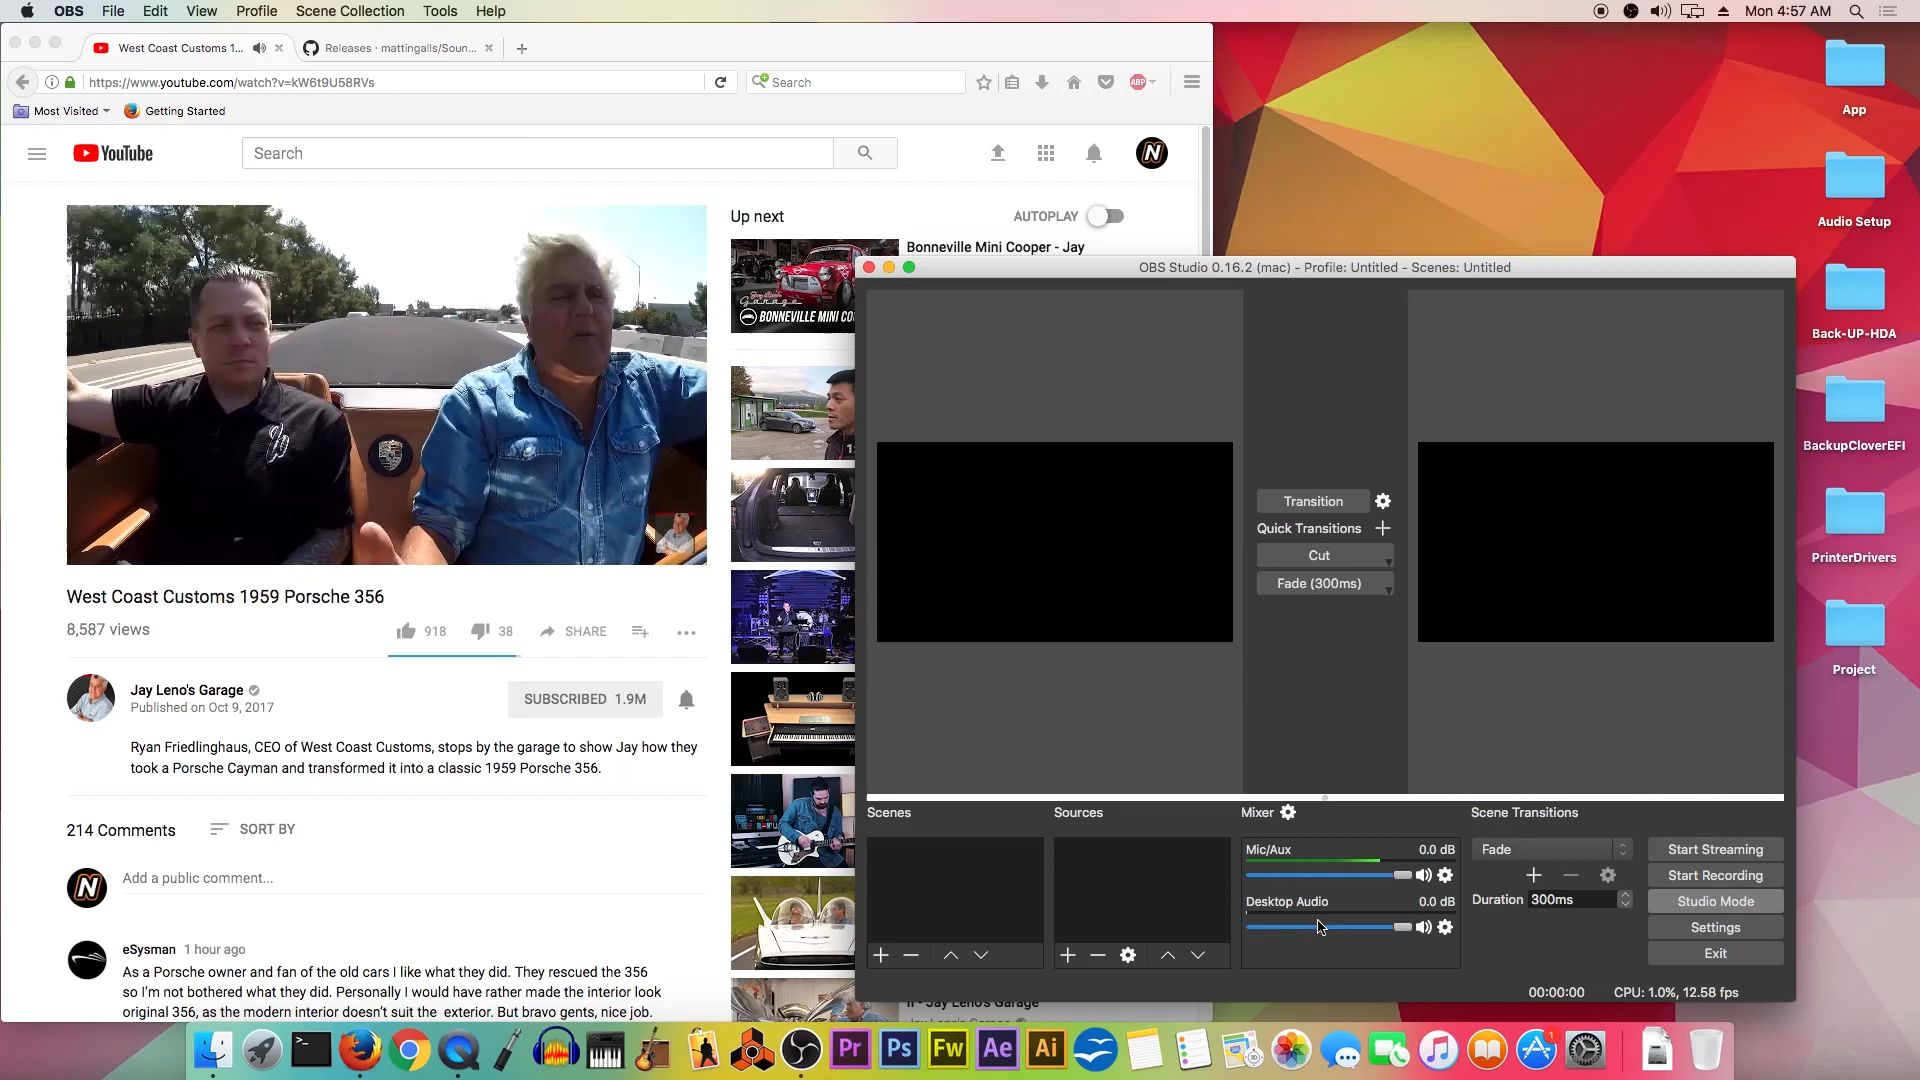 OBS File Edit View Profile Scene Collection Tools Help
Mon 4:57 AM
West Coast Customs 1...
Releases · mattingalls/Soun...
https://www.youtube.com/watch?v=kW6t9U58RVs
Search
ABP
Most Visited
Getting Started
YouTube
Search
N
Up next
AUTOPLAY
Bonneville Mini Cooper - Jay
Garage
BONNEVILLE MINI CO
West Coast Customs 1959 Porsche 356
8,587 views
918
38
SHARE
Jay Leno's Garage
Published on Oct 9, 2017
SUBSCRIBED 1.9M
Ryan Friedlinghaus, CEO of West Coast Customs, stops by the garage to show Jay how they
took a Porsche Cayman and transformed it into a classic 1959 Porsche 356.
214 Comments
SORT BY
N
Add a public comment...
eSysman 1 hour ago
As a Porsche owner and fan of the old cars I like what they did. They rescued the 356
so I'm not bothered what they did. Personally I would have rather made the interior look
original 356, as the modern interior doesn't suit the exterior. But bravo gents, nice job.
Jay Leno's Garage
OBS Studio 0.16.2 (mac) - Profile: Untitled - Scenes: Untitled
Transition
Quick Transitions
Cut
Fade (300ms)
Scenes
Sources
Mixer
Scene Transitions
Mic/Aux 0.0 dB
Desktop Audio 0.0 dB
Fade
Duration 300ms
Start Streaming
Start Recording
Studio Mode
Settings
Exit
00:00:00
CPU: 1.0%, 12.58 fps
App
Audio Setup
Back-UP-HDA
BackupCloverEFI
PrinterDrivers
Project
Pr
Ps
Fw
Ae
Ai
1